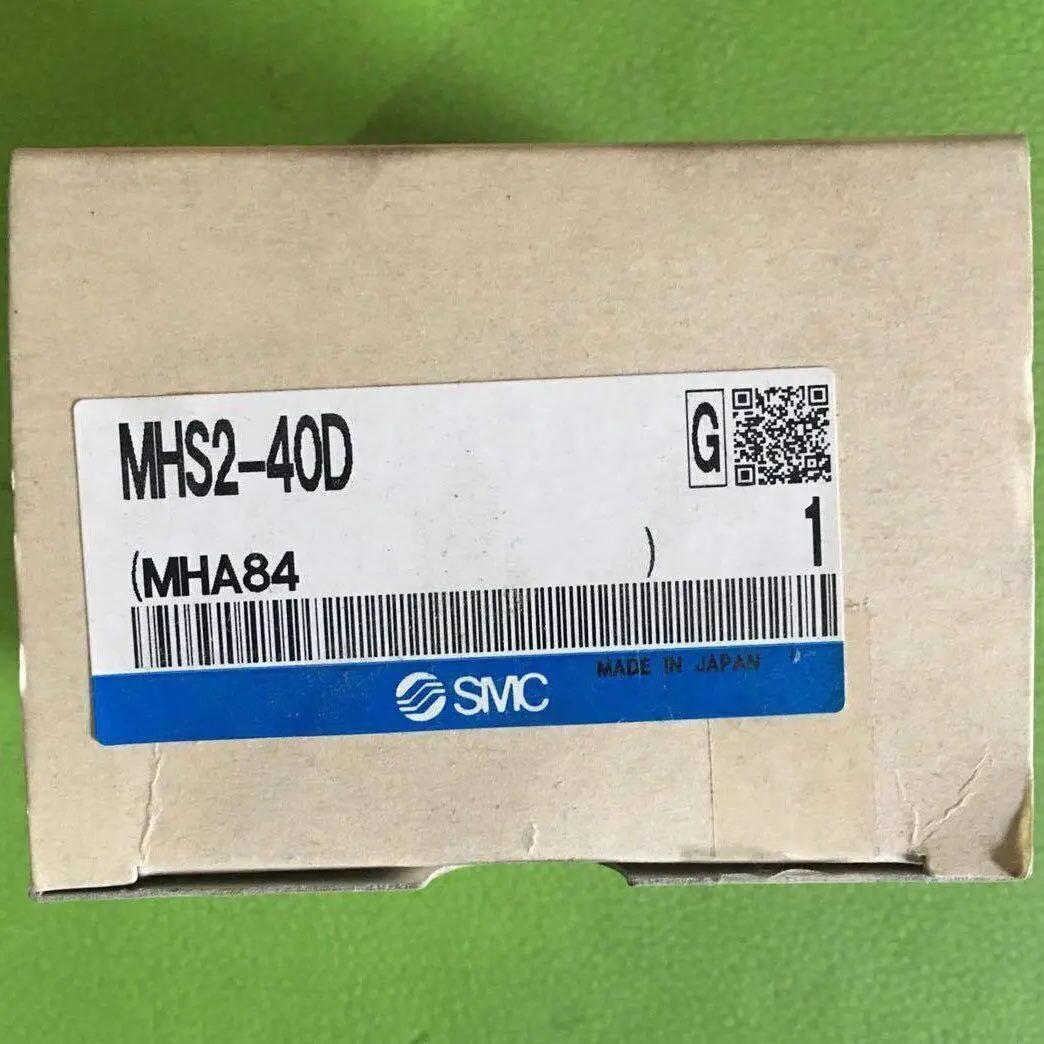 MHS2-40D G
1
(MHA84 )
SMC MADE IN JAPAN